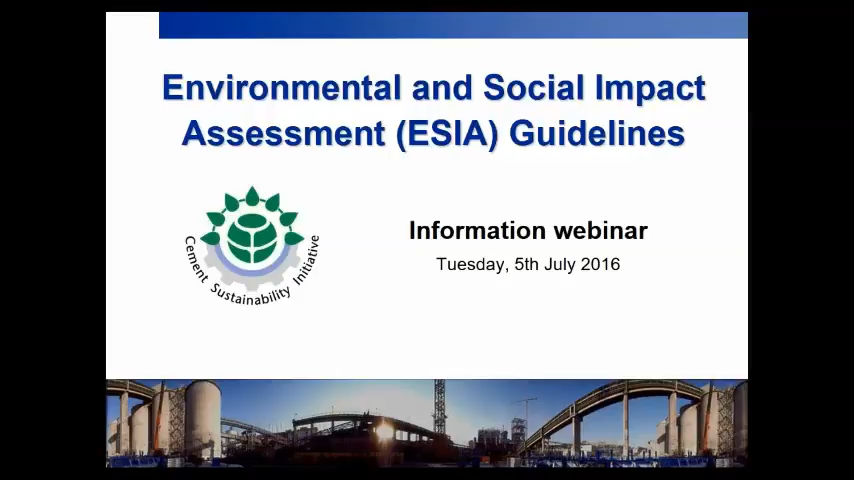 Environmental and Social Impact
Assessment (ESIA) Guidelines
Information webinar
Tuesday, 5th July 2016
Cement Sustainability Initiative